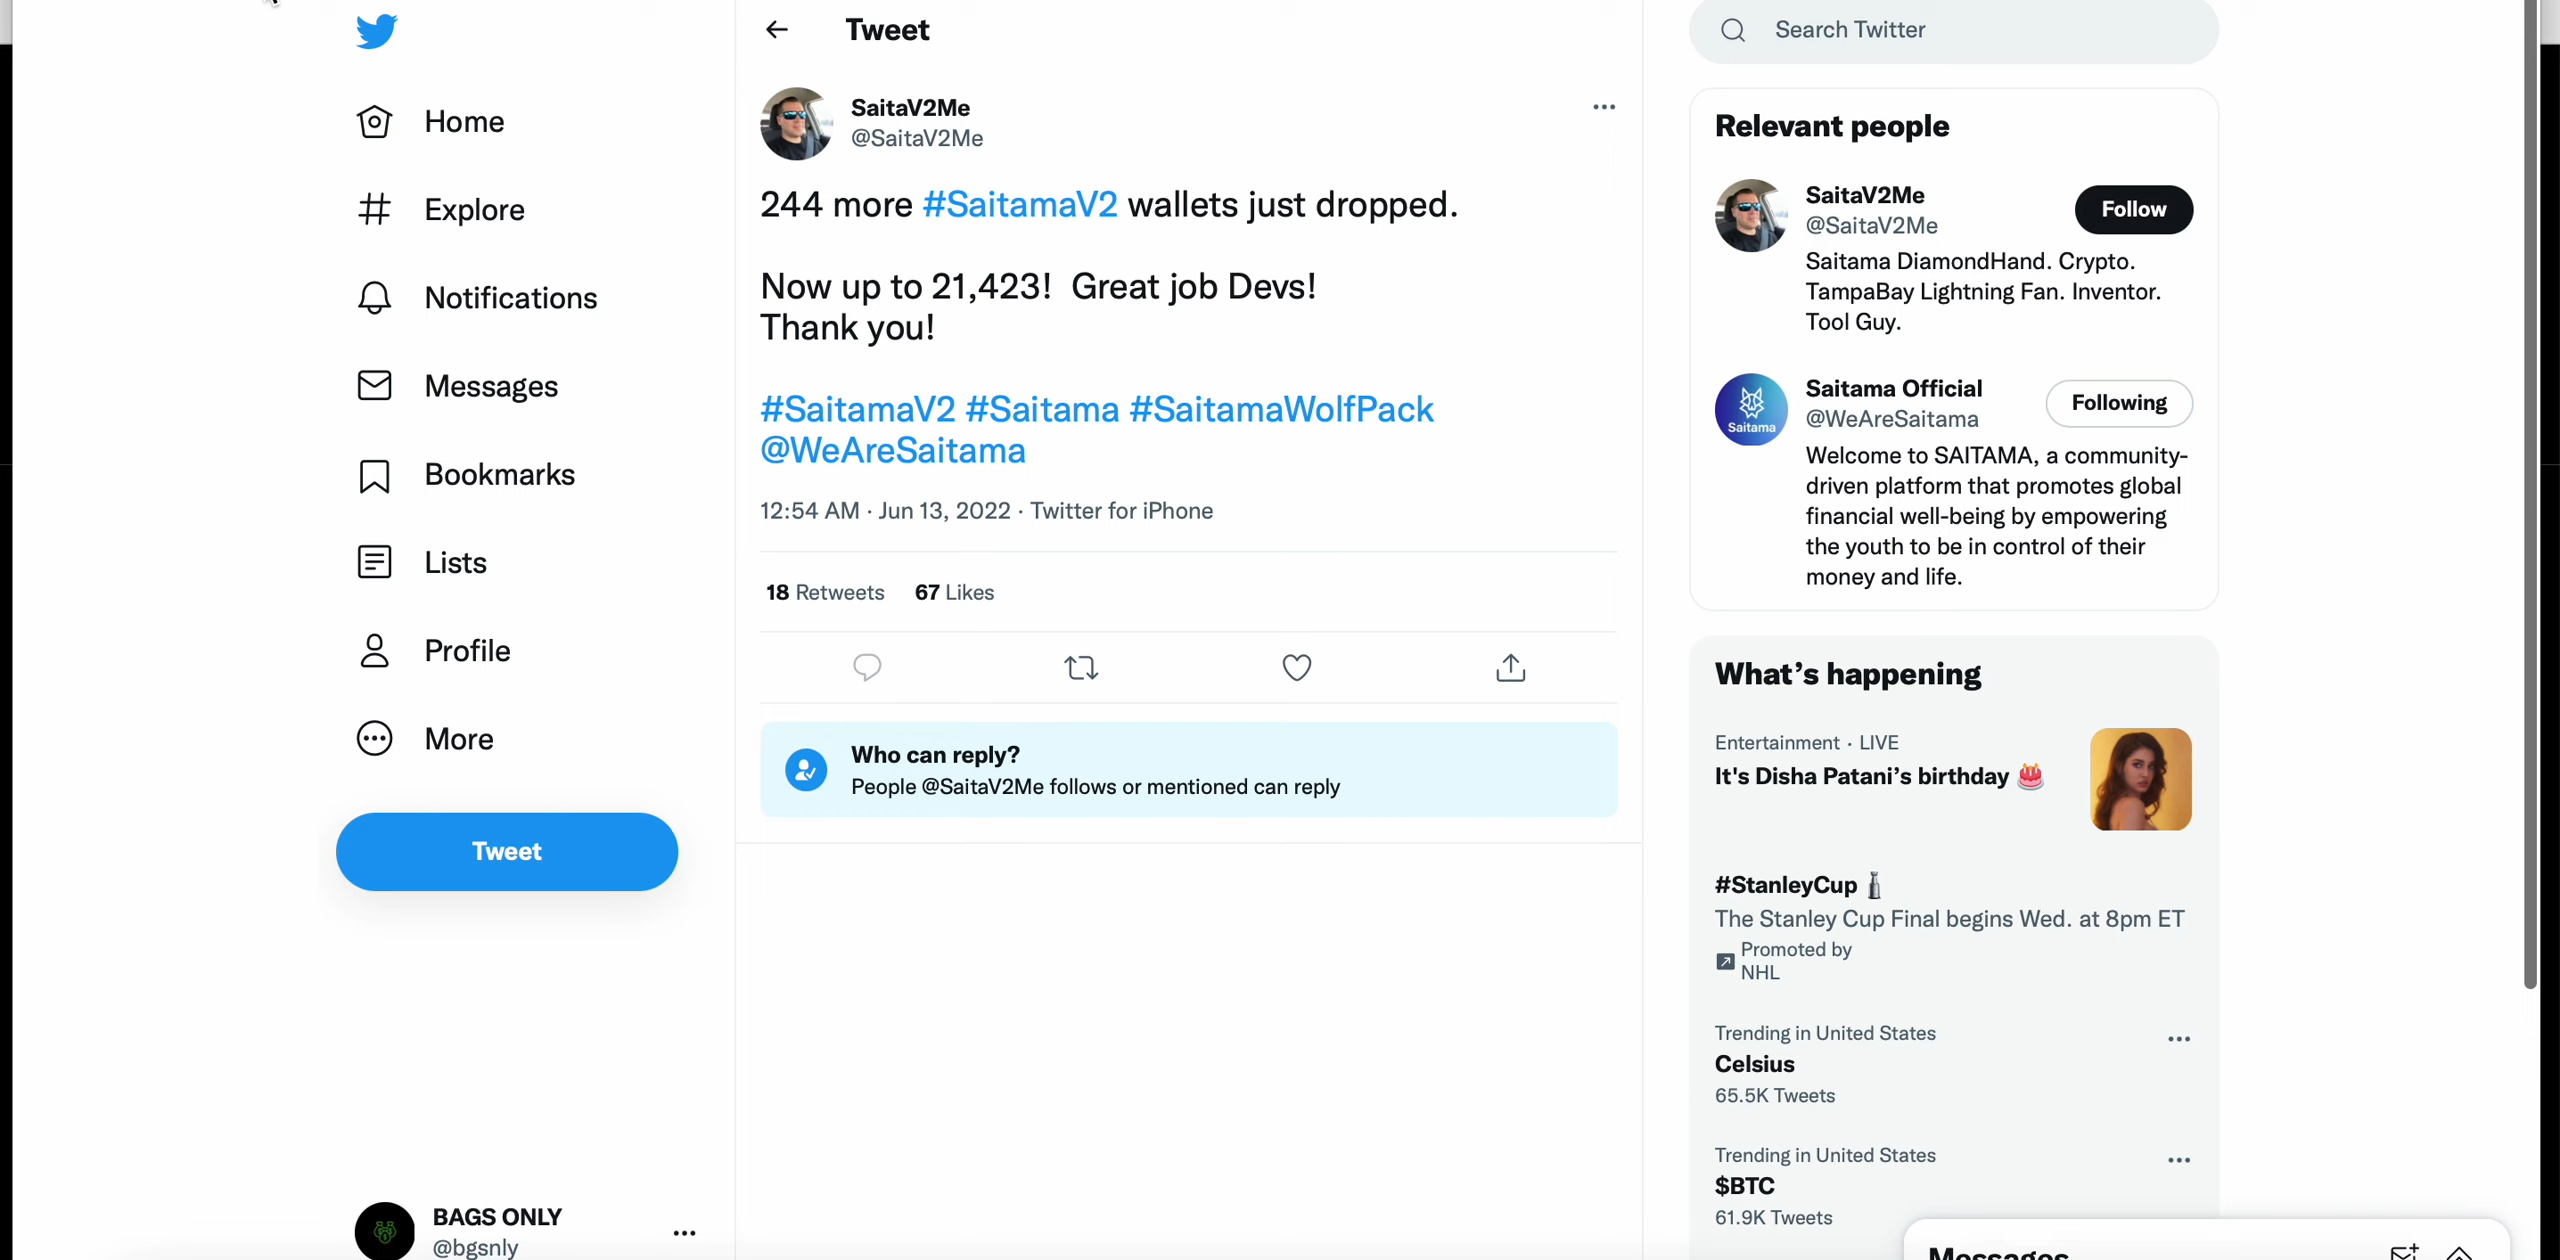 Home
Explore
Notifications
Messages
Bookmarks
Lists
Profile
More
Tweet
BAGS ONLY
@bgsnly
Tweet
SaitaV2Me
@SaitaV2Me
244 more #SaitamaV2 wallets just dropped.
Now up to 21,423!  Great job Devs!
Thank you!
#SaitamaV2 #Saitama #SaitamaWolfPack
@WeAreSaitama
12:54 AM · Jun 13, 2022 · Twitter for iPhone
18 Retweets 67 Likes
Who can reply?
People @SaitaV2Me follows or mentioned can reply
Search Twitter
Relevant people
SaitaV2Me
@SaitaV2Me
Follow
Saitama DiamondHand. Crypto.
TampaBay Lightning Fan. Inventor.
Tool Guy.
Saitama
Saitama Official
@WeAreSaitama
Following
Welcome to SAITAMA, a community-
driven platform that promotes global
financial well-being by empowering
the youth to be in control of their
money and life.
What's happening
Entertainment · LIVE
It's Disha Patani's birthday 🎂
#StanleyCup
The Stanley Cup Final begins Wed. at 8pm ET
Promoted by
NHL
Trending in United States
Celsius
65.5K Tweets
Trending in United States
$BTC
61.9K Tweets
Messages